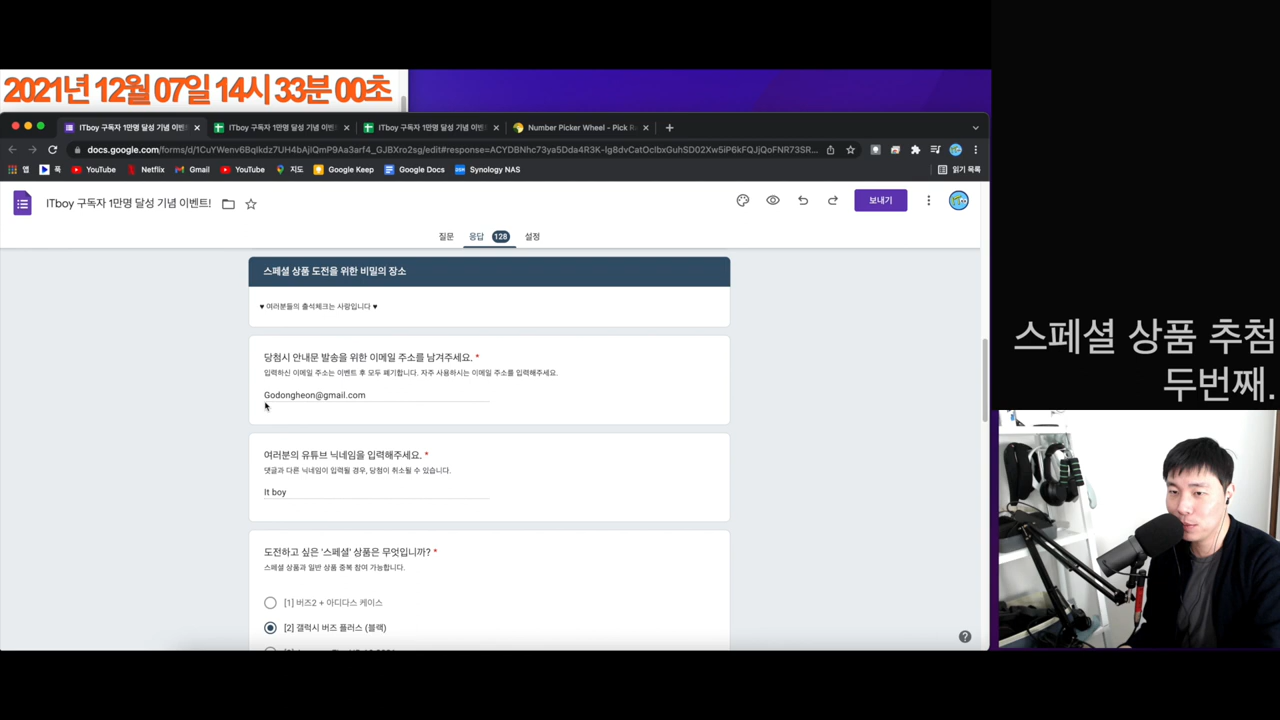 2021년 12월 07일 14시 33분 00초
ITboy 구독자 1만명 달성 기념 이벤트
ITboy 구독자 1만명 달성 기념 이벤
ITboy 구독자 1만명 달성 기념 이벤
Number Picker Wheel - Pick R
앱
폭
YouTube
Netflix
Gmail
YouTube
지도
Google Keep
Google Docs
Synology NAS
읽기 목록
ITboy 구독자 1만명 달성 기념 이벤트!
보내기
질문
응답 128
설정
스페셜 상품 도전을 위한 비밀의 장소
♥ 여러분들의 출석체크는 사랑입니다 ♥
당첨시 안내문 발송을 위한 이메일 주소를 남겨주세요. *
입력하신 이메일 주소는 이벤트 후 모두 폐기합니다. 자주 사용하시는 이메일 주소를 입력해주세요.
Godongheon@gmail.com
여러분의 유튜브 닉네임을 입력해주세요. *
댓글과 다른 닉네임이 입력될 경우, 당첨이 취소될 수 있습니다.
It boy
도전하고 싶은 '스페셜' 상품은 무엇입니까? *
스페셜 상품과 일반 상품 중복 참여 가능합니다.
[1] 버즈2 + 아디다스 케이스
[2] 갤럭시 버즈 플러스 (블랙)
스페셜 상품 추첨
두번째.